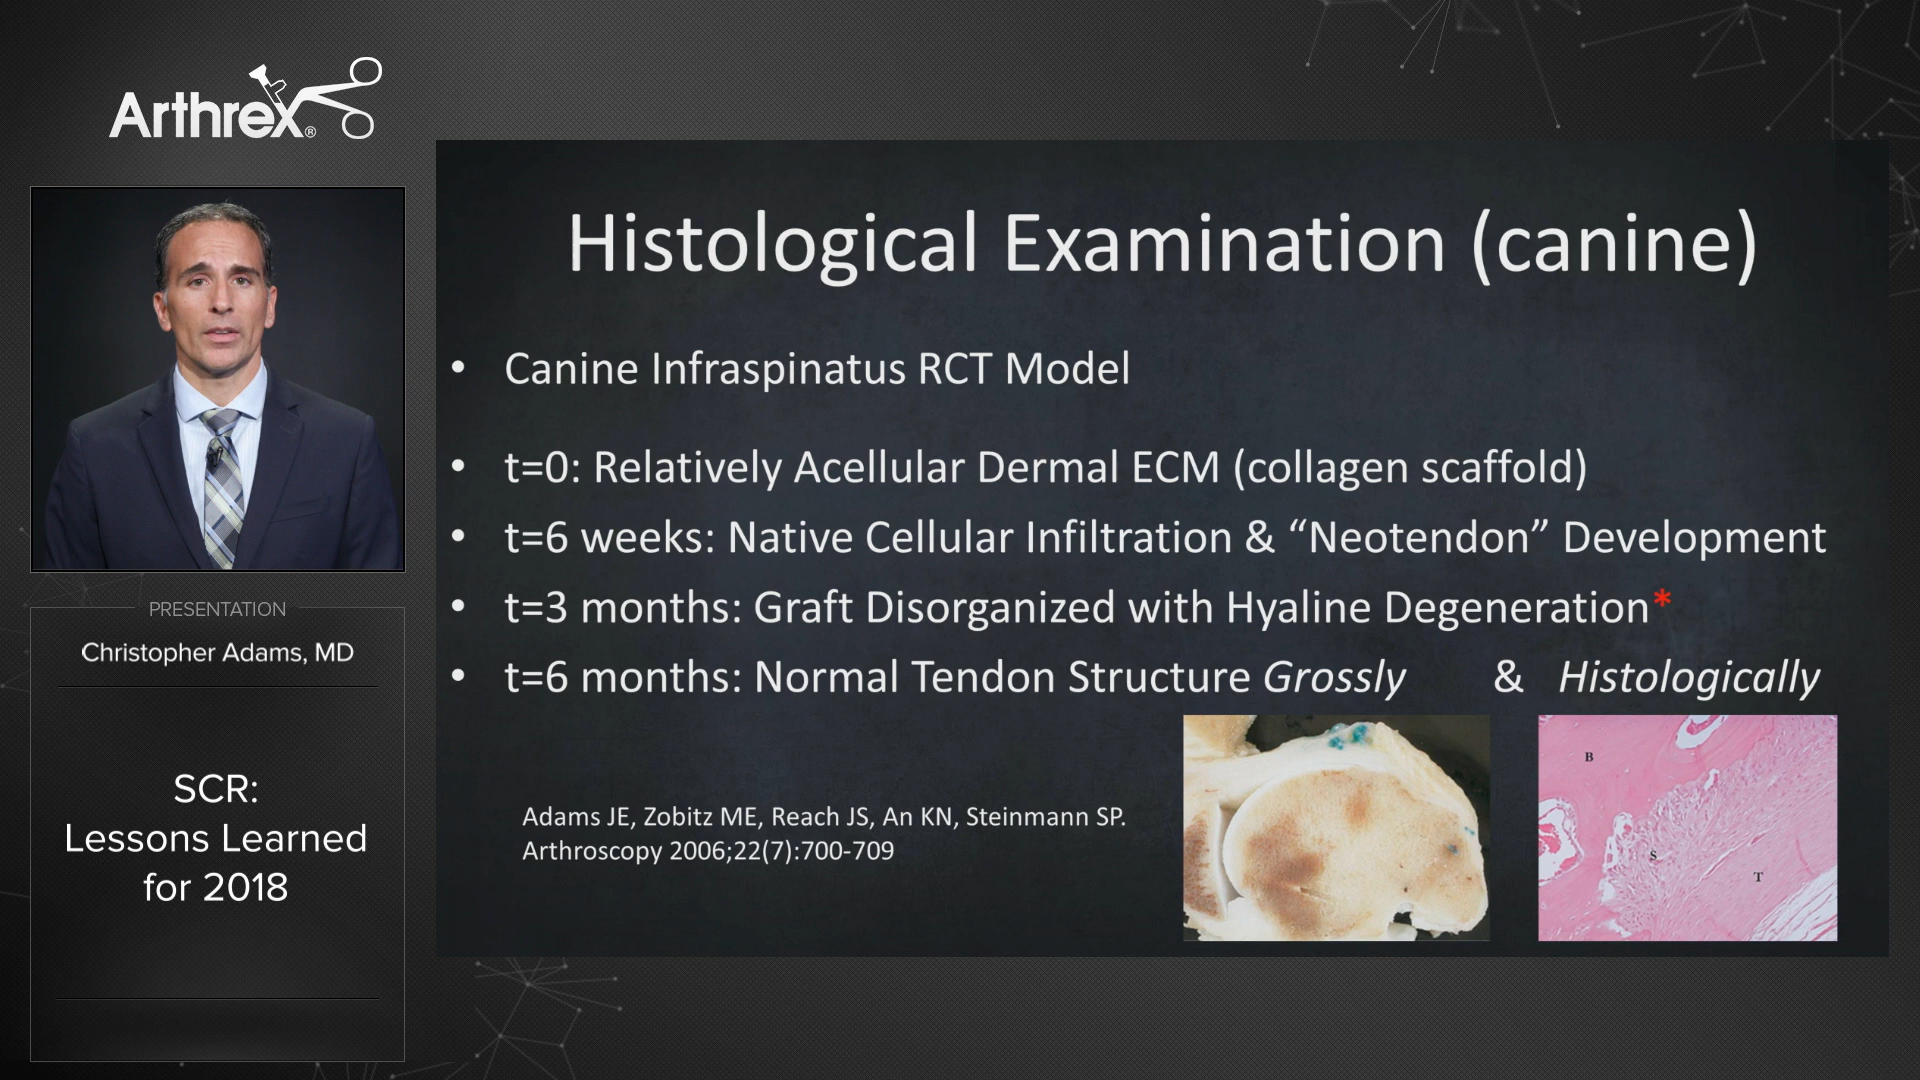 Arthrex®
PRESENTATION
Christopher Adams, MD
SCR:
Lessons Learned
for 2018
Histological Examination (canine)
• Canine Infraspinatus RCT Model
• t=0: Relatively Acellular Dermal ECM (collagen scaffold)
• t=6 weeks: Native Cellular Infiltration & “Neotendon” Development
• t=3 months: Graft Disorganized with Hyaline Degeneration*
• t=6 months: Normal Tendon Structure Grossly & Histologically
Adams JE, Zobitz ME, Reach JS, An KN, Steinmann SP.
Arthroscopy 2006;22(7):700-709
B
S
T